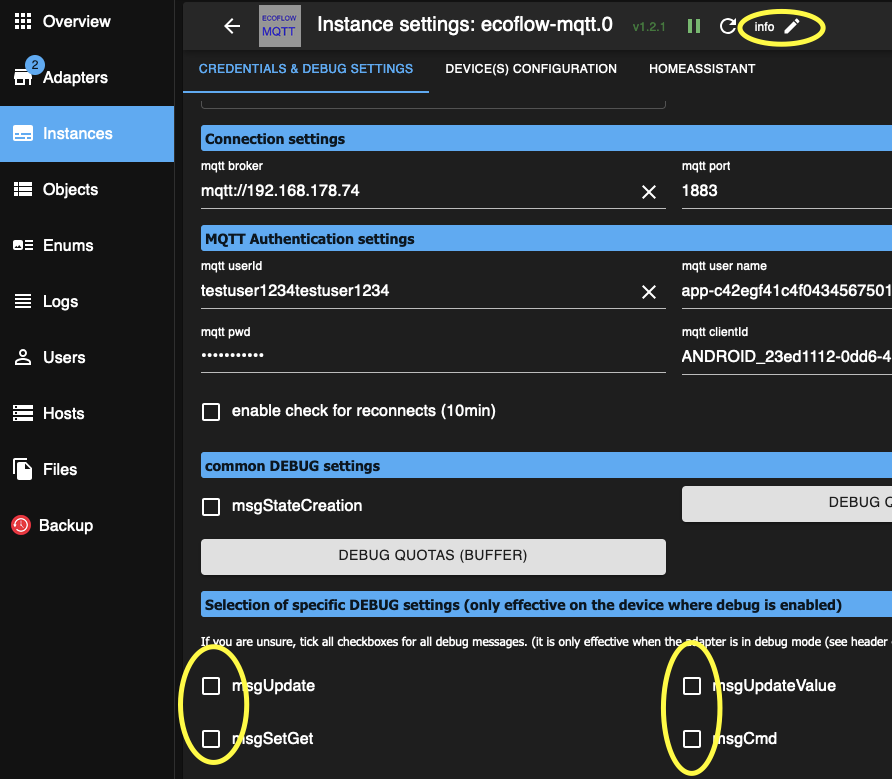 Overview
2
Adapters
Instances
Objects
Enums
Logs
Users
Hosts
Files
Backup
ECOFLOW
MQTT
Instance settings: ecoflow-mqtt.0 v1.2.1 info
CREDENTIALS & DEBUG SETTINGS DEVICE(S) CONFIGURATION HOMEASSISTANT
Connection settings
mqtt broker mqtt port
mqtt://192.168.178.74 1883
MQTT Authentication settings
mqtt userId mqtt user name
testuser1234testuser1234 app-c42egf41c4f0434567501
mqtt pwd mqtt clientId
••••••••••• ANDROID_23ed1112-0dd6-4
enable check for reconnects (10min)
common DEBUG settings
msgStateCreation DEBUG Q
DEBUG QUOTAS (BUFFER)
Selection of specific DEBUG settings (only effective on the device where debug is enabled)
If you are unsure, tick all checkboxes for all debug messages. (it is only effective when the adapter is in debug mode (see header
msgUpdate msgUpdateValue
msgSetGet msgCmd